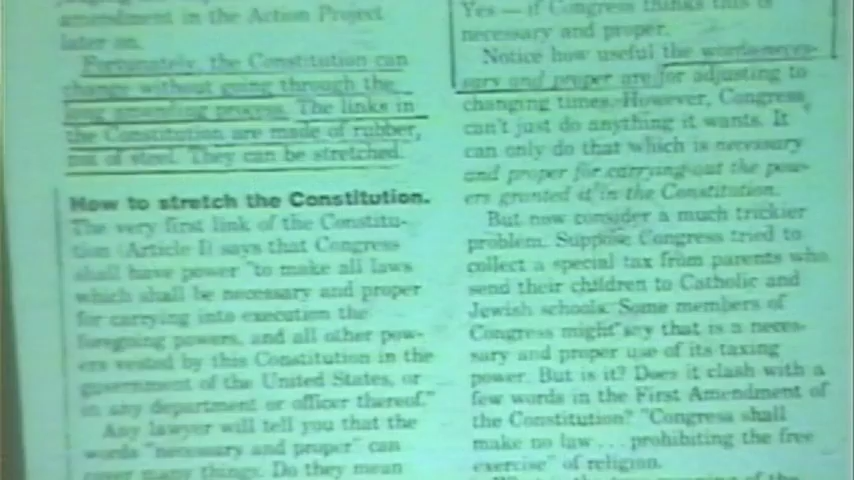 amendment in the Action Project
later on.
Fortunately, the Constitution can
change without going through the
long amending process. The links in
the Constitution are made of rubber,
not of steel. They can be stretched.
How to stretch the Constitution.
The very first link of the Constitu-
tion (Article I) says that Congress
shall have power "to make all laws
which shall be necessary and proper
for carrying into execution the
foregoing powers, and all other pow-
ers vested by this Constitution in the
government of the United States, or
in any department or officer thereof."
Any lawyer will tell you that the
words "necessary and proper" can
cover many things. Do they mean
Yes — if Congress thinks this is
necessary and proper.
Notice how useful the words neces-
sary and proper are for adjusting to
changing times. However, Congress
can't just do anything it wants. It
can only do that which is necessary
and proper for carrying out the pow-
ers granted it in the Constitution.
But now consider a much trickier
problem. Suppose Congress tried to
collect a special tax from parents who
send their children to Catholic and
Jewish schools. Some members of
Congress might say that is a neces-
sary and proper use of its taxing
power. But is it? Does it clash with a
few words in the First Amendment of
the Constitution? "Congress shall
make no law . . . prohibiting the free
exercise" of religion.